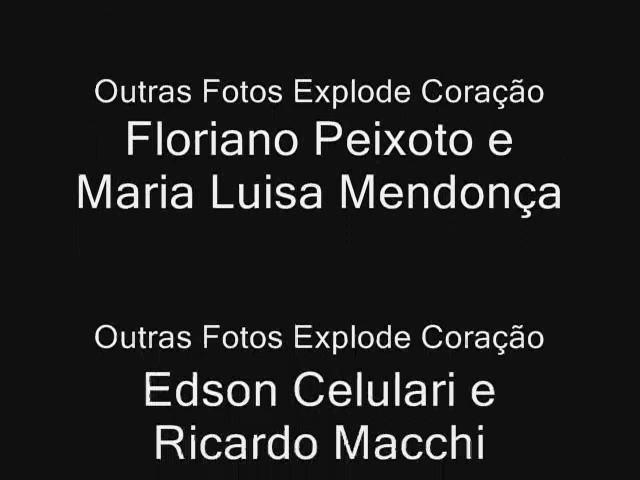 Outras Fotos Explode Coração
Floriano Peixoto e
Maria Luisa Mendonça
Outras Fotos Explode Coração
Edson Celulari e
Ricardo Macchi